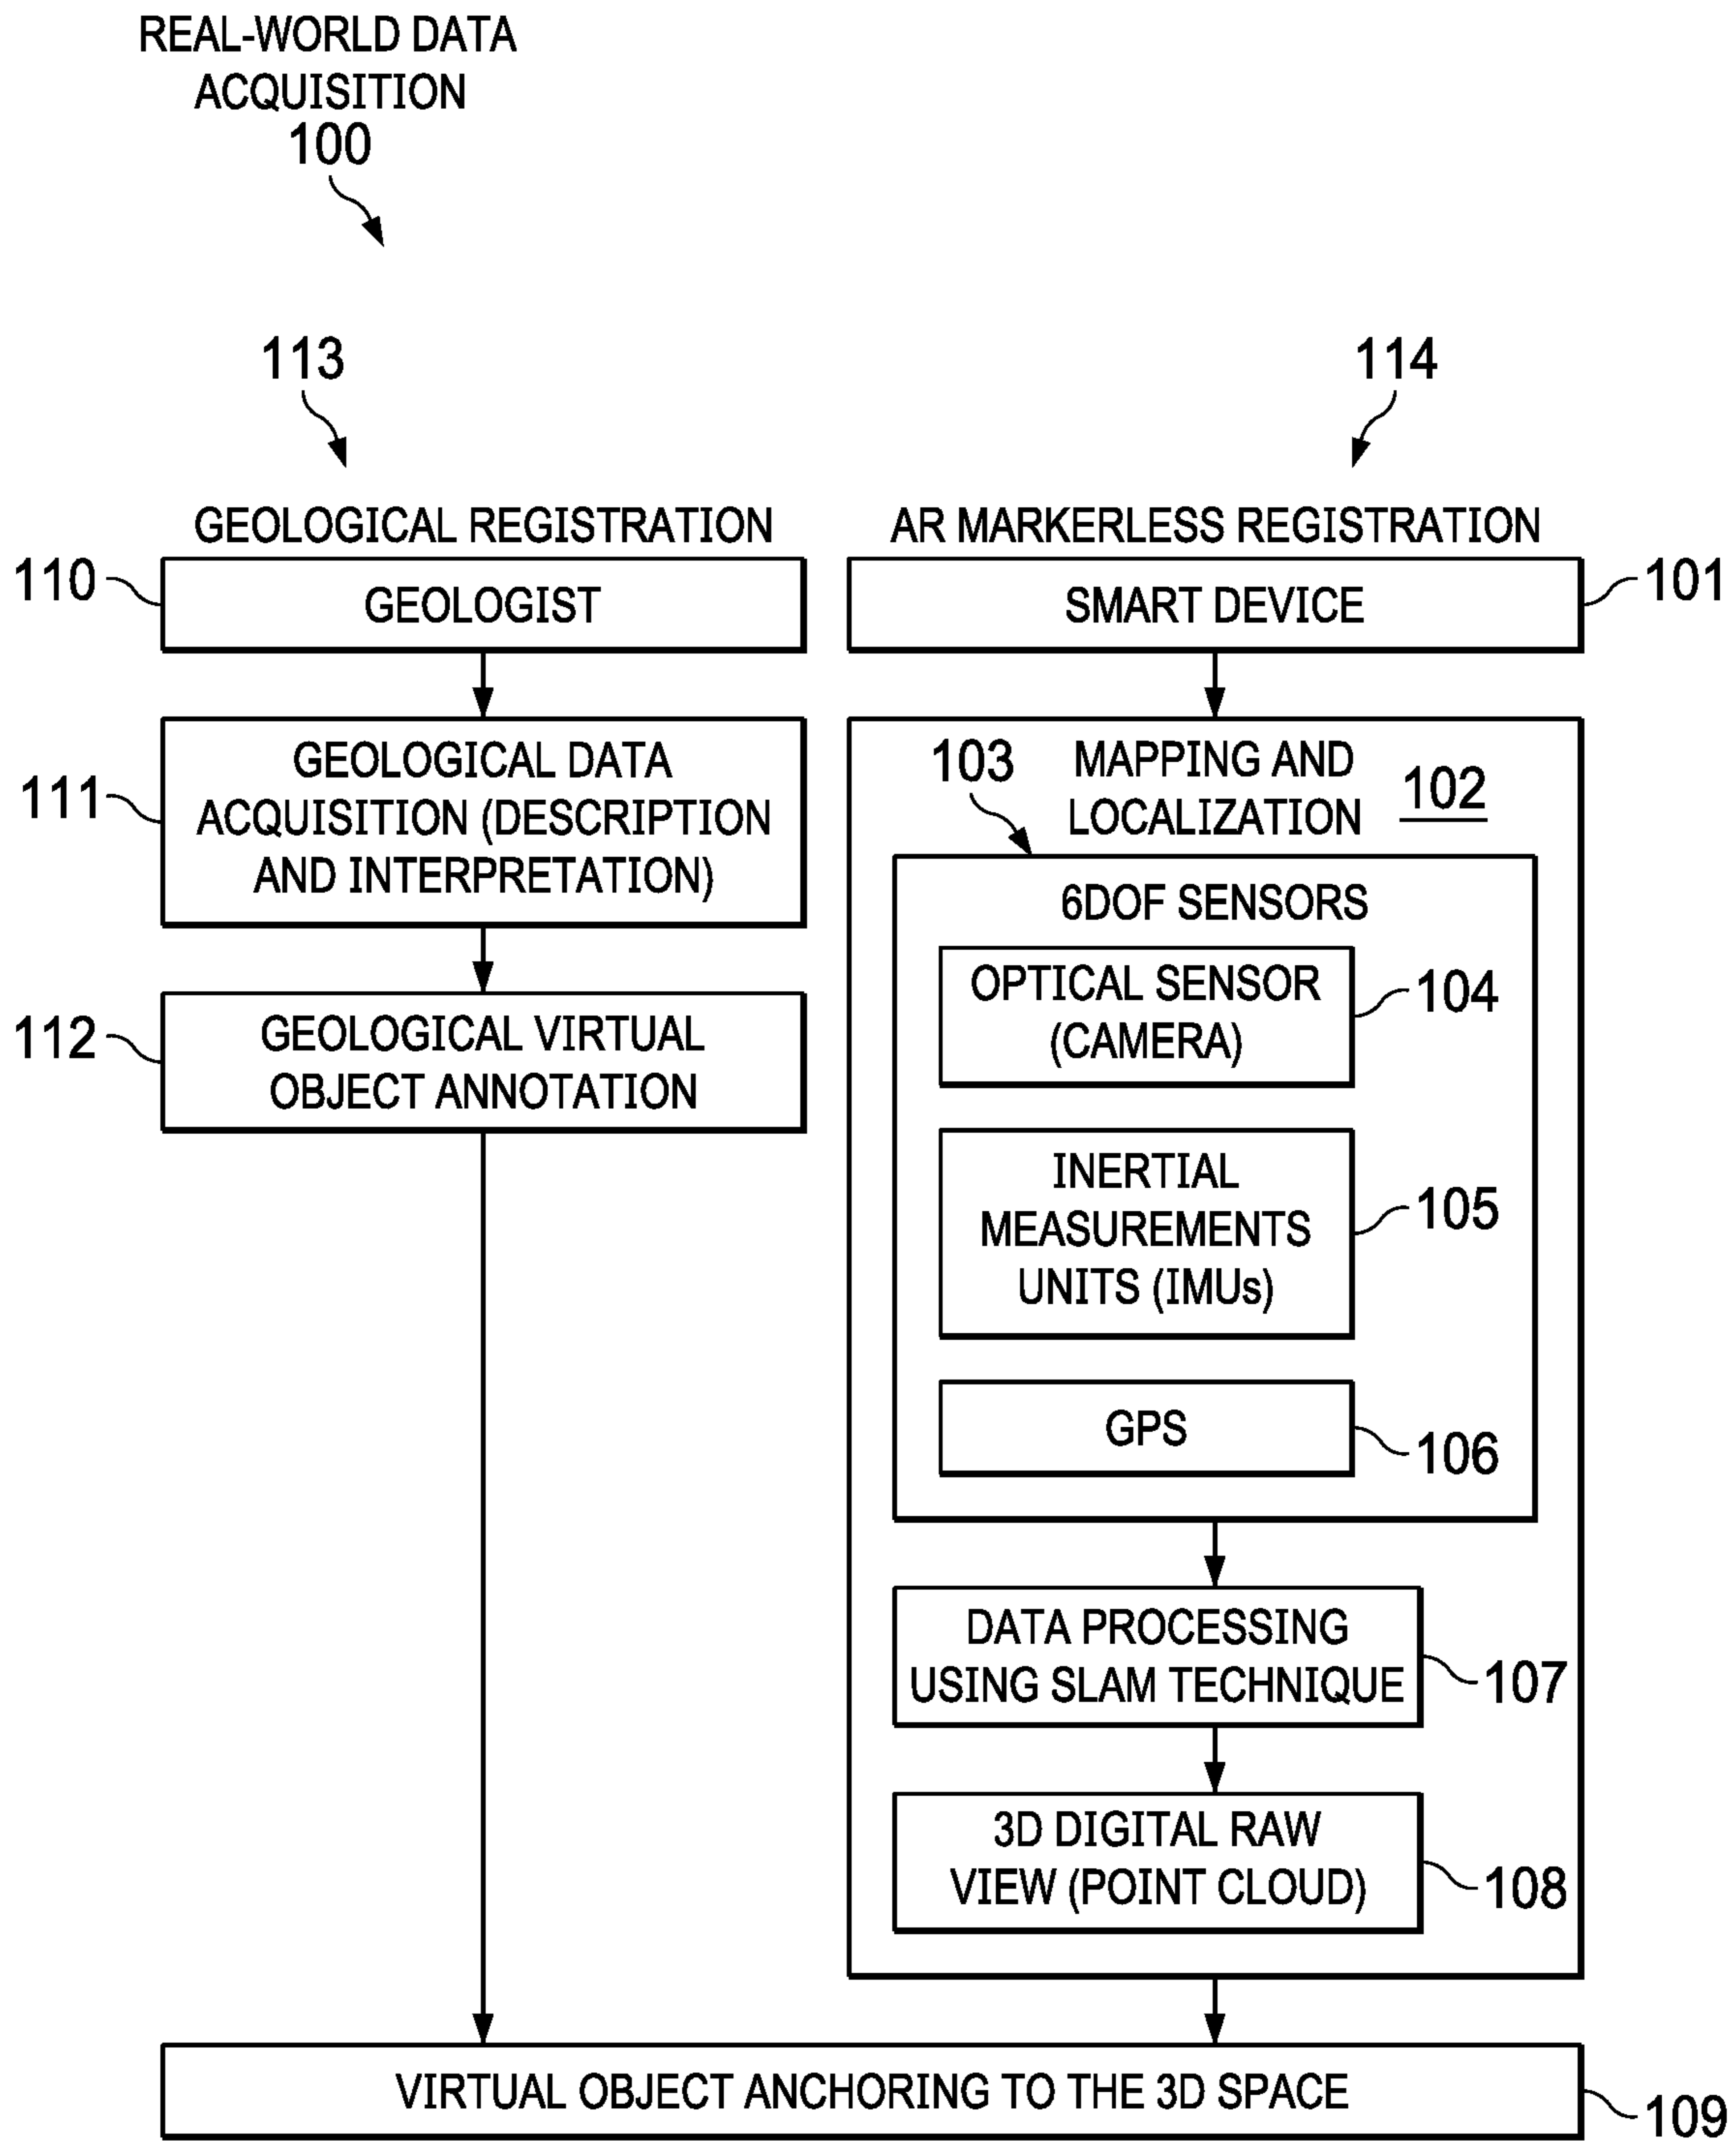 REAL-WORLD DATA
ACQUISITION
100
113
114
GEOLOGICAL REGISTRATION
110
GEOLOGIST
111
GEOLOGICAL DATA
ACQUISITION (DESCRIPTION
AND INTERPRETATION)
112
GEOLOGICAL VIRTUAL
OBJECT ANNOTATION
AR MARKERLESS REGISTRATION
SMART DEVICE
101
103
MAPPING AND
LOCALIZATION
102
6DOF SENSORS
OPTICAL SENSOR
(CAMERA)
104
INERTIAL
MEASUREMENTS
UNITS (IMUs)
105
GPS
106
DATA PROCESSING
USING SLAM TECHNIQUE
107
3D DIGITAL RAW
VIEW (POINT CLOUD)
108
VIRTUAL OBJECT ANCHORING TO THE 3D SPACE
109